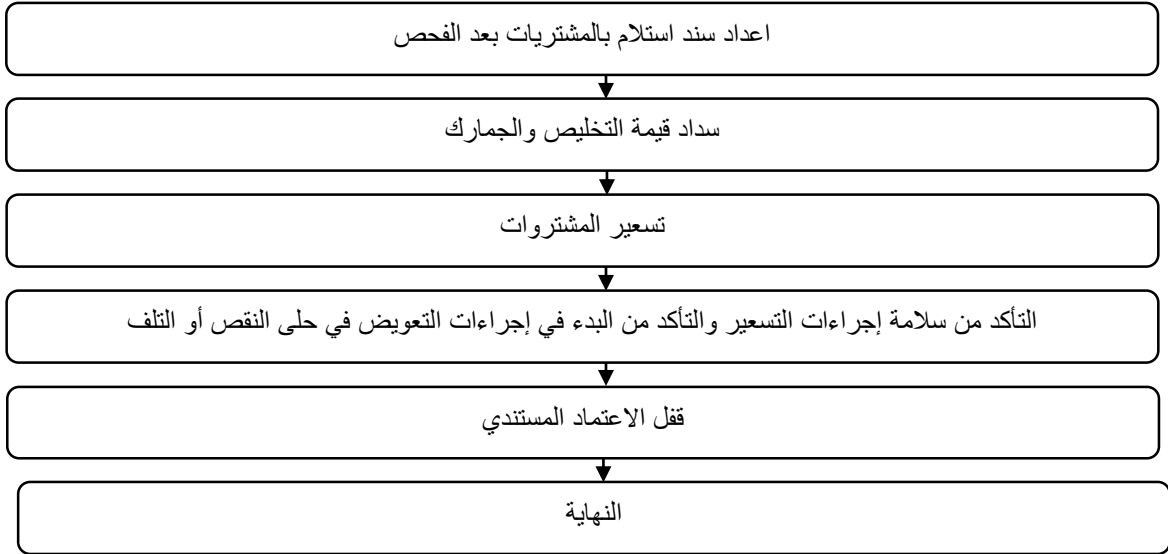 اعداد سند استلام بالمشتريات بعد الفحص
سداد قيمة التخليص والجمارك
تسعير المشتروات
التأكد من سلامة إجراءات التسعير والتأكد من البدء في إجراءات التعويض في حلى النقص أو التلف
قفل الاعتماد المستندي
النهاية